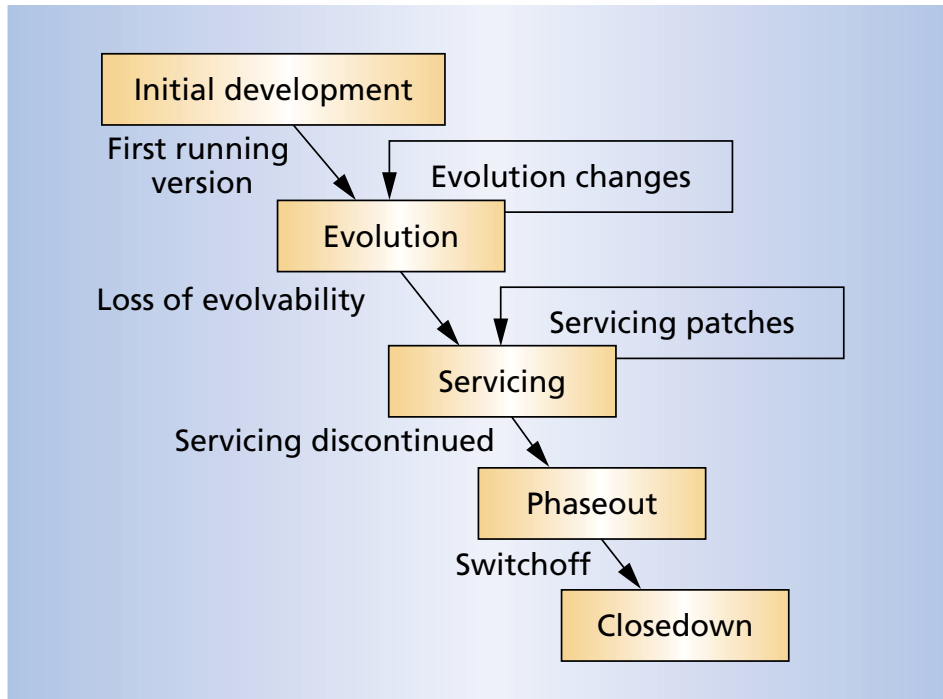 Initial development
First running
version
Evolution changes
Evolution
Loss of evolvability
Servicing patches
Servicing
Servicing discontinued
Phaseout
Switchoff
Closedown